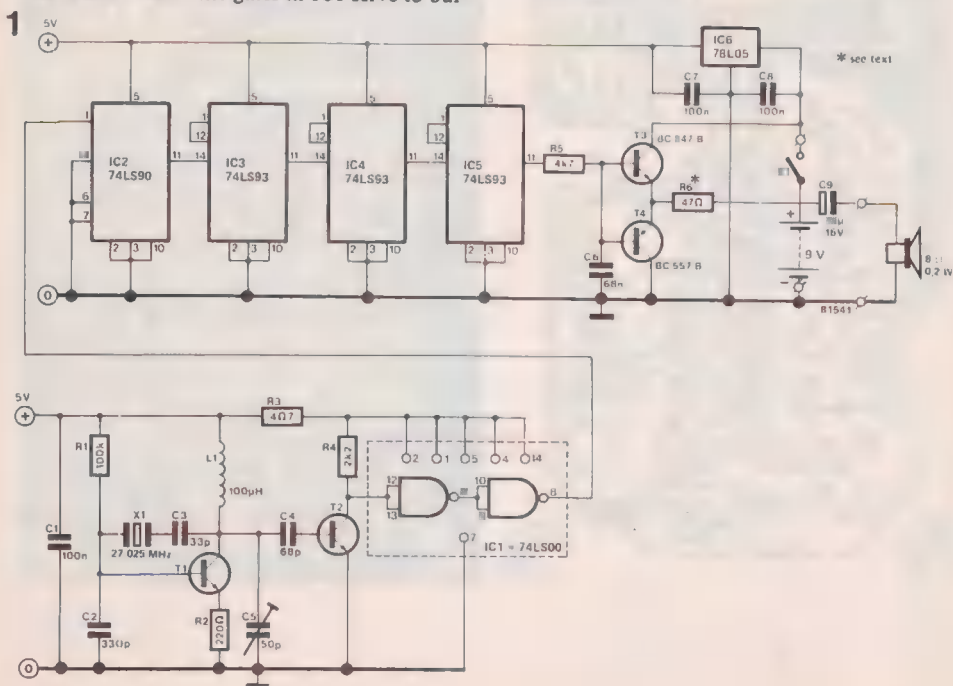 1
5V
IC6
78L05
* see text
C7
100n
C8
100n
5
5
5
5
1
IC2
74LS90
11
6
7
2 3 10
1
12
14
IC3
74LS93
11
2 3 10
1
12
14
IC4
74LS93
11
2 3 10
1
12
14
IC5
74LS93
11
2 3 10
R5
4k7
T3
BC 547 B
R6
*
47Ω
T4
BC 557 B
C6
68n
C9
16V
+
9 V
-
8 Ω
0,2 W
81541
0
5V
R3
4Ω7
R1
100k
L1
100µH
R4
2k2
2 1 5 4 14
C1
100n
X1
27.025 MHz
C3
33p
C4
68p
T2
T1
12
13
10
8
7
IC1 = 74LS00
C2
330p
R2
220Ω
C5
50p
0